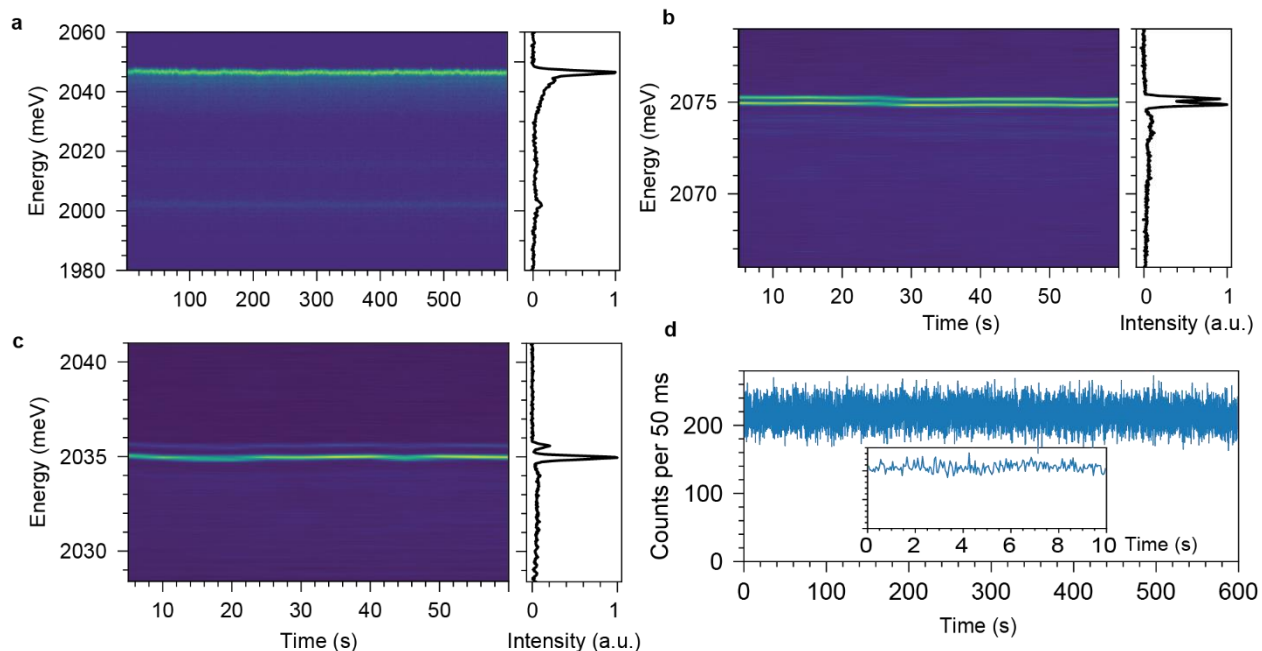 a
2060
2040
2020
2000
1980
Energy (meV)
100 200 300 400 500
0 1
b
2075
2070
Energy (meV)
10 20 30 40 50
0 1
Time (s) Intensity (a.u.)
c
2040
2035
2030
Energy (meV)
10 20 30 40 50
0 1
Time (s) Intensity (a.u.)
d
200
100
0
Counts per 50 ms
0 2 4 6 8 10 Time (s)
0 100 200 300 400 500 600
Time (s)